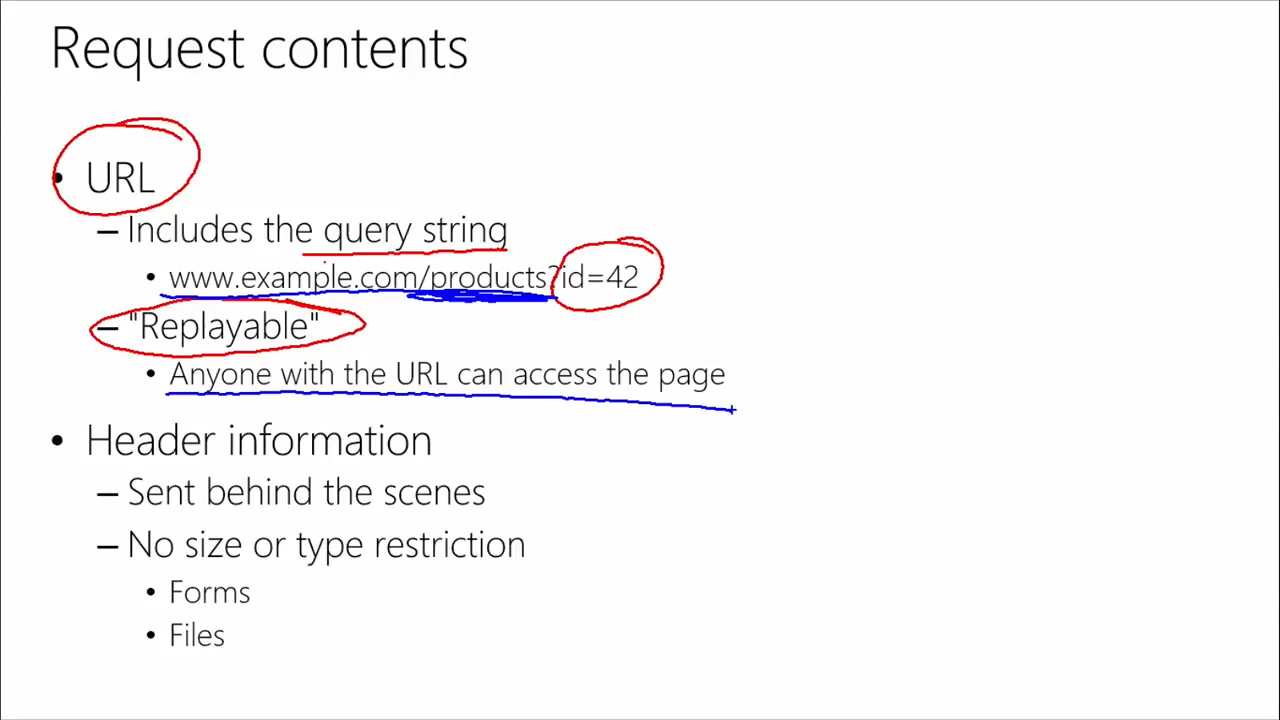 Request contents
• URL
– Includes the query string
• www.example.com/products?id=42
– "Replayable"
• Anyone with the URL can access the page
• Header information
– Sent behind the scenes
– No size or type restriction
• Forms
• Files